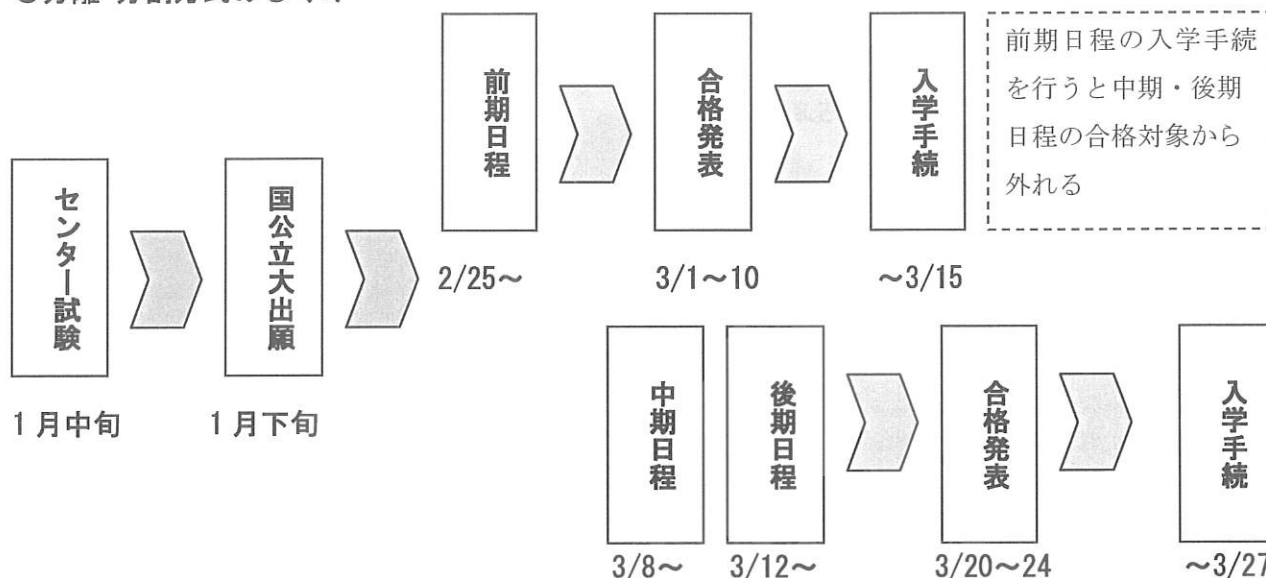 前期日程
合格発表
入学手続
前期日程の入学手続
を行うと中期・後期
日程の合格対象から
外れる
センター試験
国公立大出願
2/25～
3/1～10
～3/15
1月中旬
1月下旬
中期日程
後期日程
合格発表
入学手続
3/8～
3/12～
3/20～24
～3/27